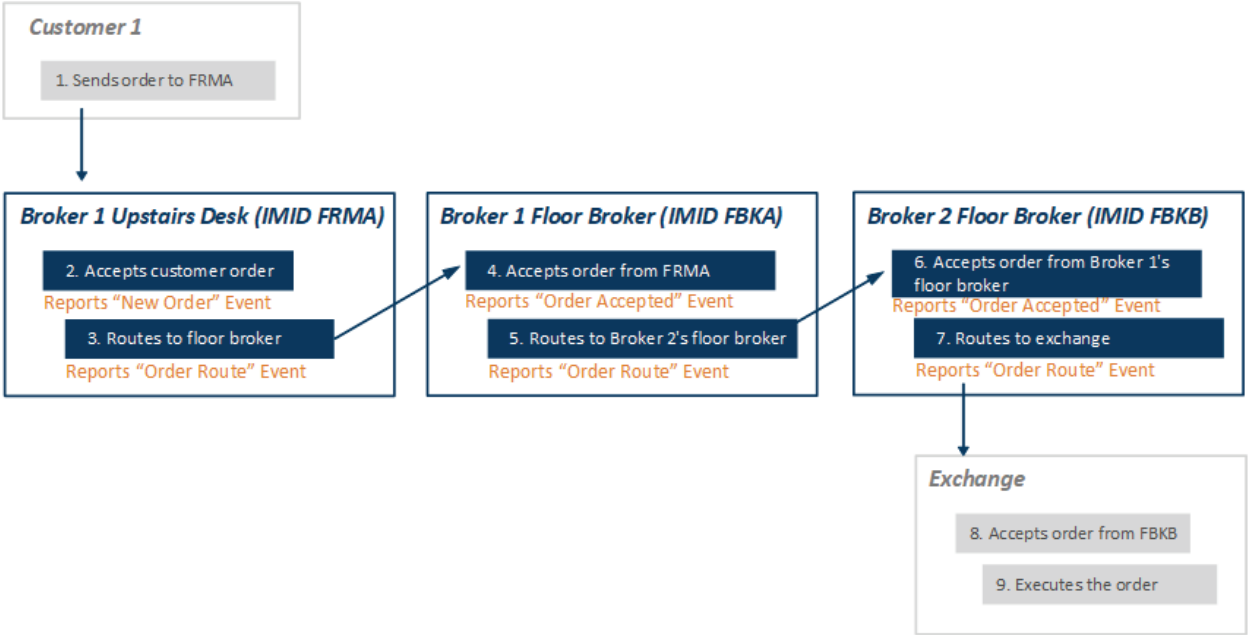 Customer 1
1. Sends order to FRMA
Broker 1 Upstairs Desk (IMID FRMA)
2. Accepts customer order
Reports “New Order” Event
3. Routes to floor broker
Reports “Order Route” Event
Broker 1 Floor Broker (IMID FBKA)
4. Accepts order from FRMA
Reports “Order Accepted” Event
5. Routes to Broker 2's floor broker
Reports “Order Route” Event
Broker 2 Floor Broker (IMID FBKB)
6. Accepts order from Broker 1's
floor broker
Reports “Order Accepted” Event
7. Routes to exchange
Reports “Order Route” Event
Exchange
8. Accepts order from FBKB
9. Executes the order